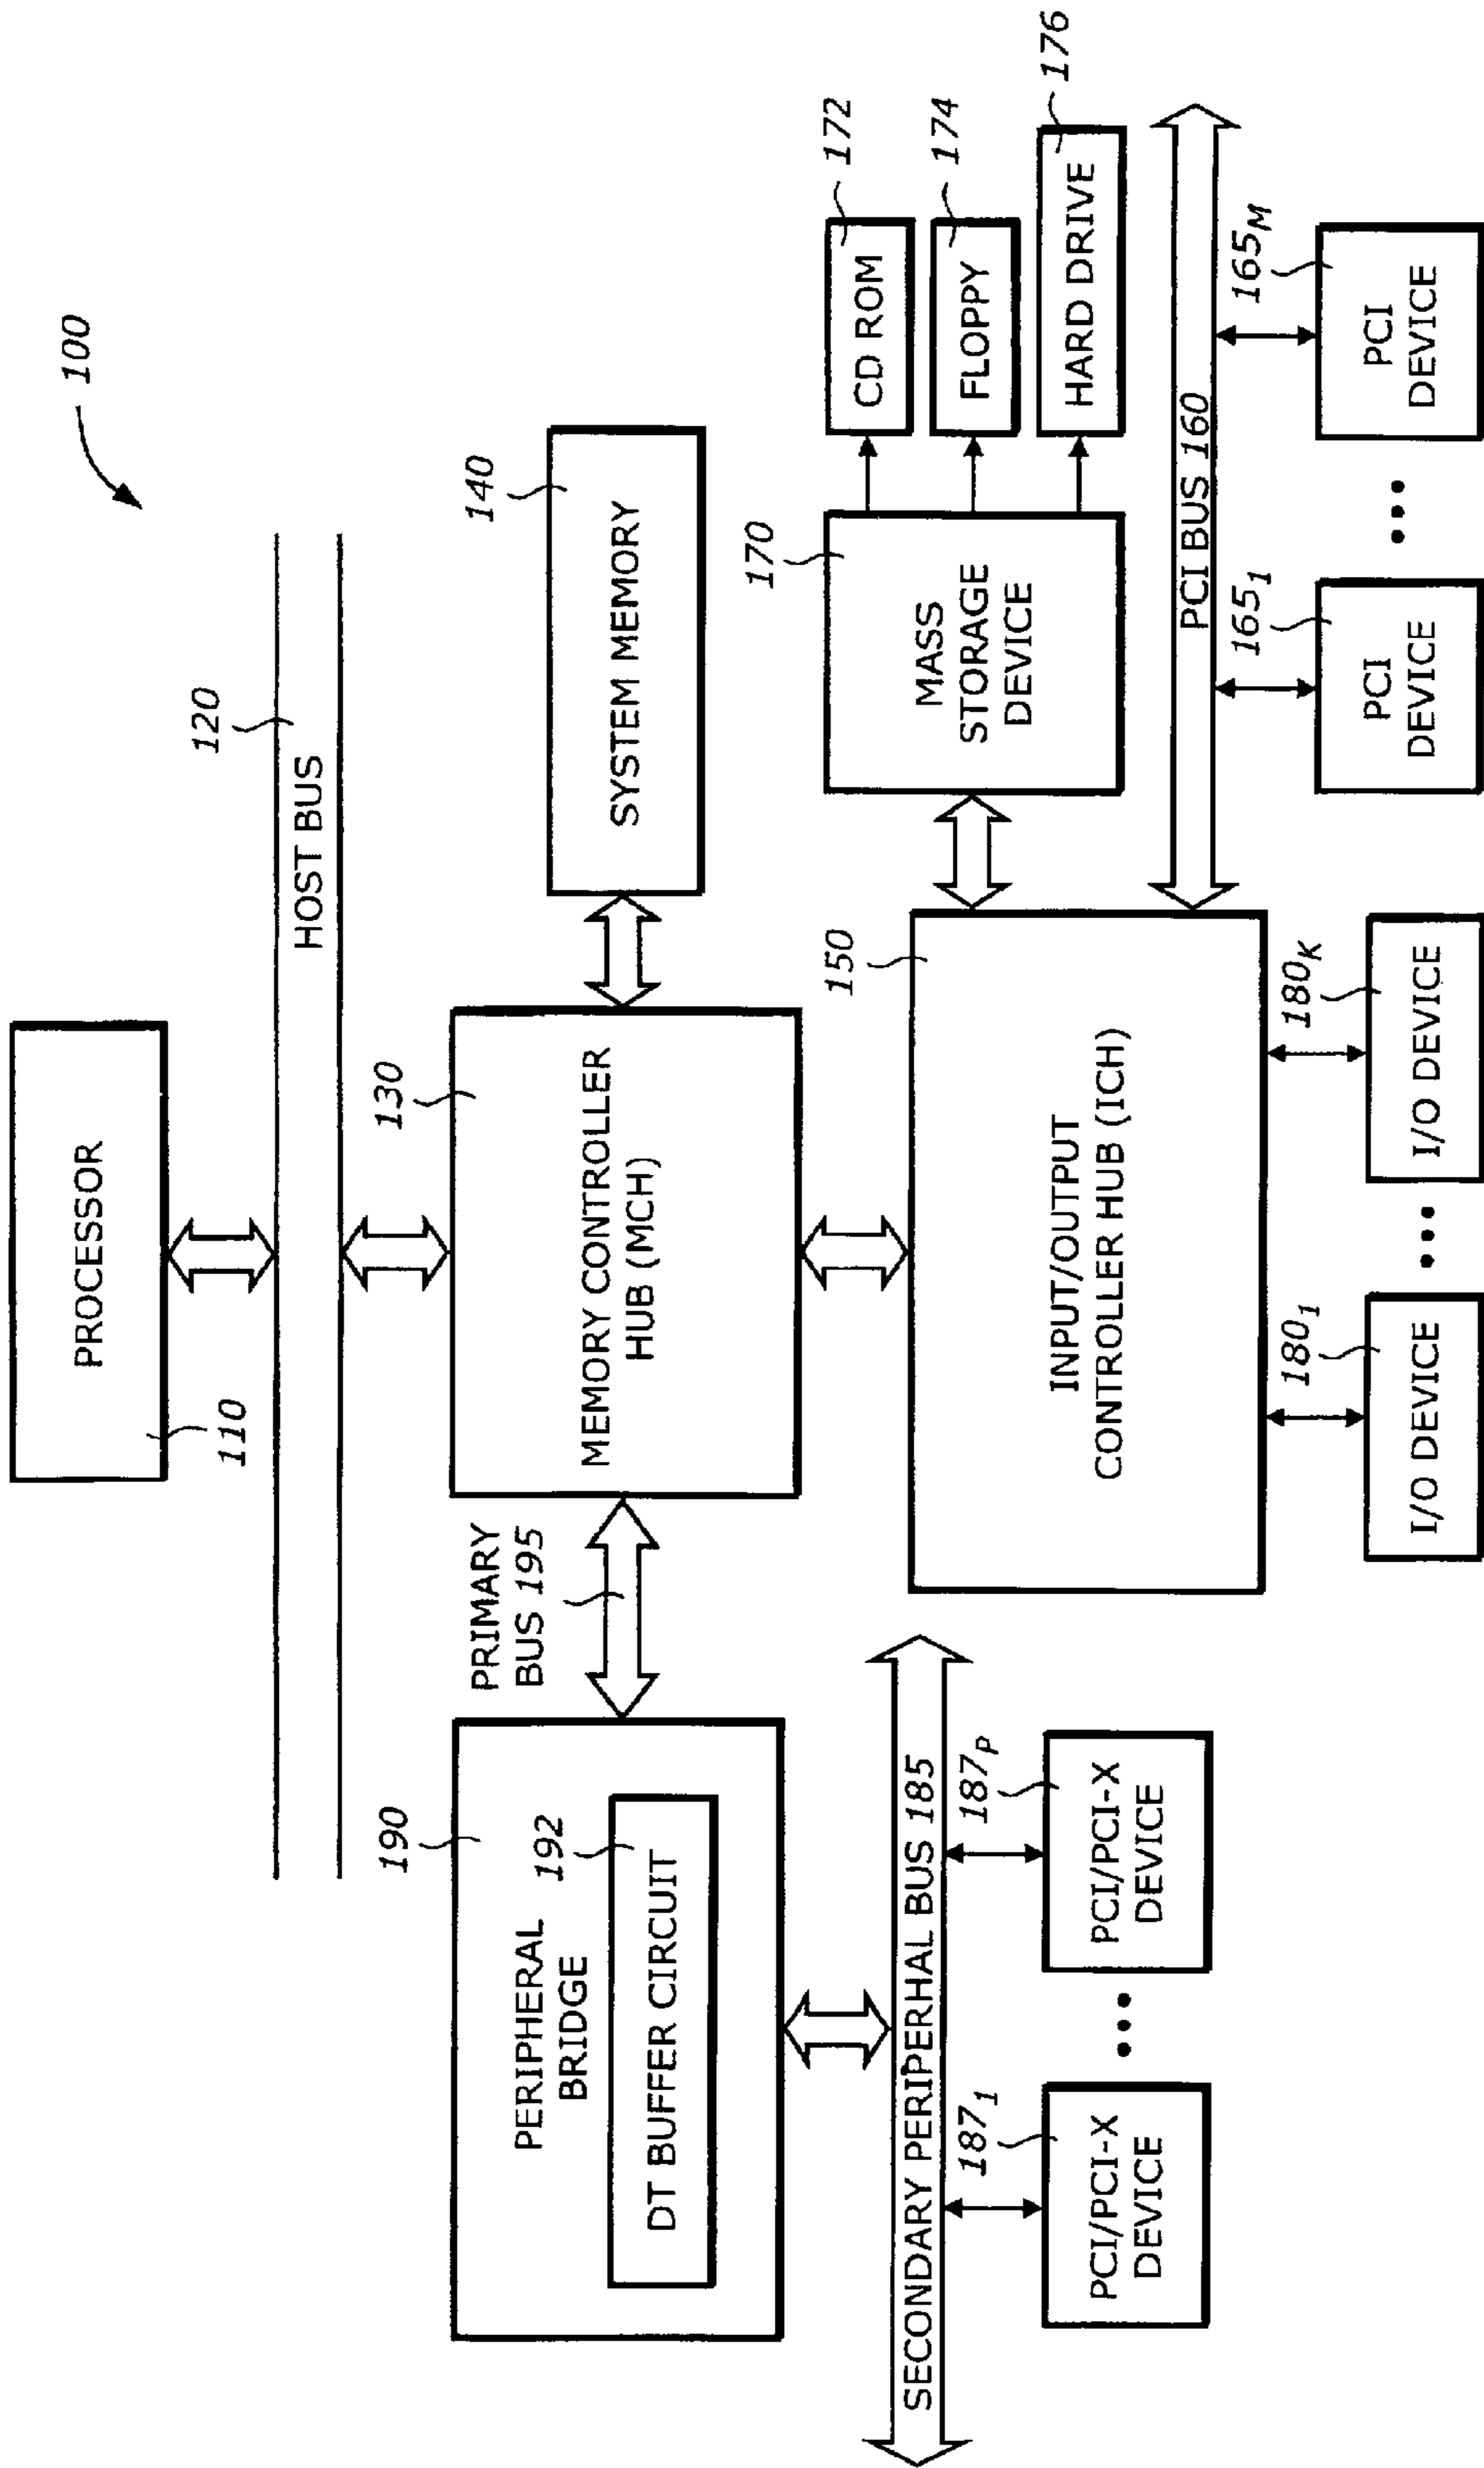 100
PROCESSOR
110
120
HOST BUS
PRIMARY
BUS 195
130
MEMORY CONTROLLER
HUB (MCH)
140
SYSTEM MEMORY
190
PERIPHERAL
BRIDGE
192
DT BUFFER CIRCUIT
150
INPUT/OUTPUT
CONTROLLER HUB (ICH)
170
MASS
STORAGE
DEVICE
172
CD ROM
174
FLOPPY
176
HARD DRIVE
SECONDARY PERIPERHAL BUS 185
PCI BUS 160
187₁
PCI/PCI-X
DEVICE
•••
187P
PCI/PCI-X
DEVICE
180₁
I/O DEVICE
•••
180K
I/O DEVICE
165₁
PCI
DEVICE
•••
165M
PCI
DEVICE